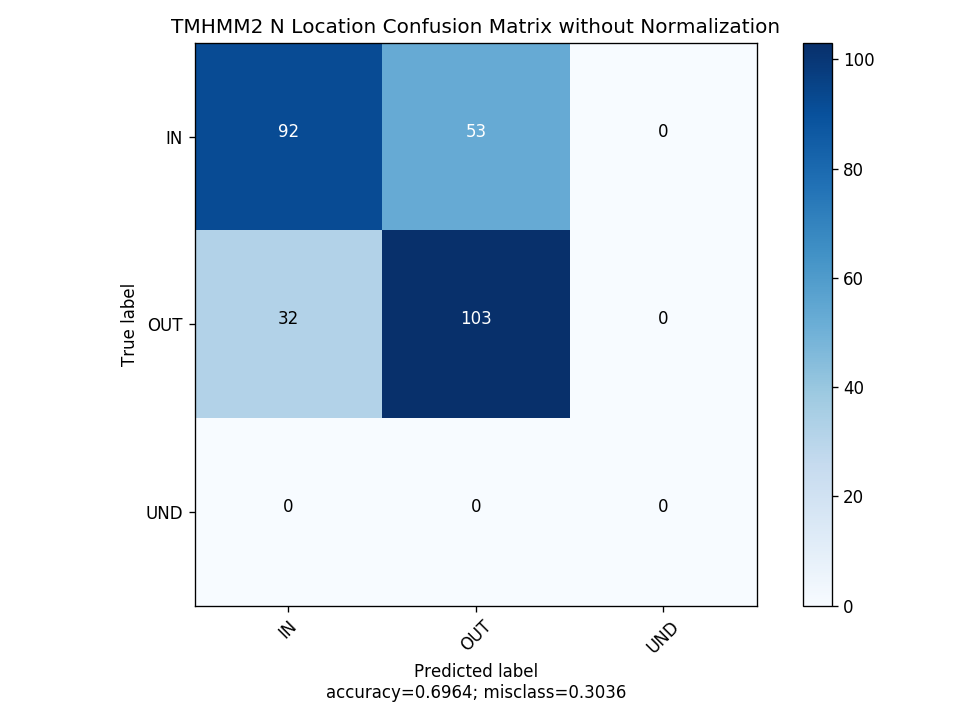 TMHMM2 N Location Confusion Matrix without Normalization
True label
IN
OUT
UND
92 53 0
32 103 0
0 0 0
IN OUT UND
Predicted label
accuracy=0.6964; misclass=0.3036
100
80
60
40
20
0